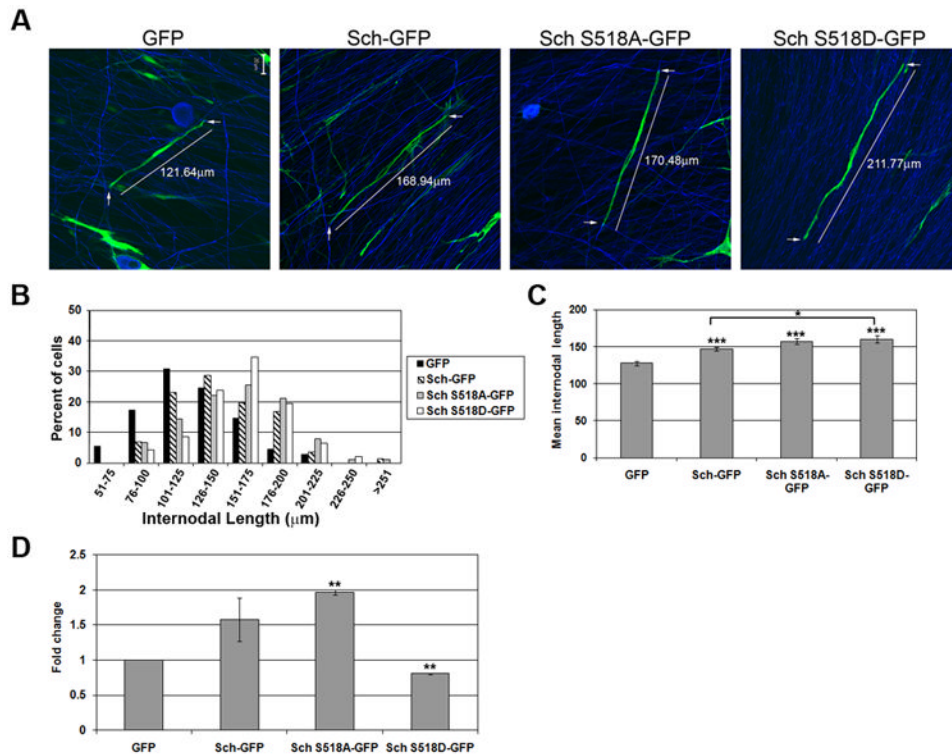 A
GFP
Sch-GFP
Sch S518A-GFP
Sch S518D-GFP
121.64µm
168.94µm
170.48µm
211.77µm
B
Percent of cells
50
40
30
20
10
0
51-75
76-100
101-125
126-150
151-175
176-200
201-225
226-250
>251
Internodal Length (µm)
GFP
Sch-GFP
Sch S518A-GFP
Sch S518D-GFP
C
Mean internodal length
200
150
100
50
0
*
***
***
***
GFP
Sch-GFP
Sch S518A-
GFP
Sch S518D-
GFP
D
Fold change
2.5
2
1.5
1
0.5
0
**
**
GFP
Sch-GFP
Sch S518A-GFP
Sch S518D-GFP